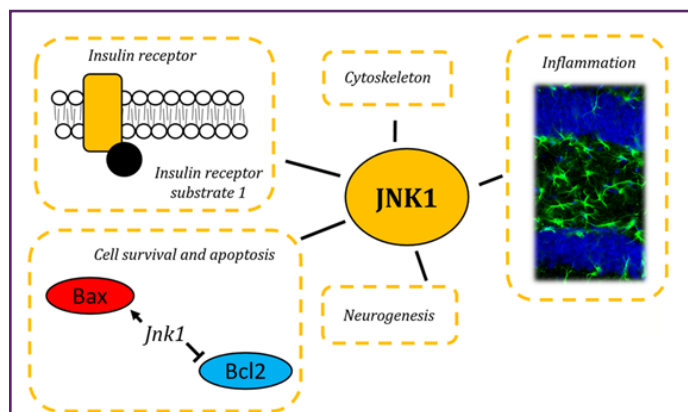 Insulin receptor
Insulin receptor
substrate 1
Cytoskeleton
Inflammation
JNK1
Cell survival and apoptosis
Bax
Jnk1
Bcl2
Neurogenesis